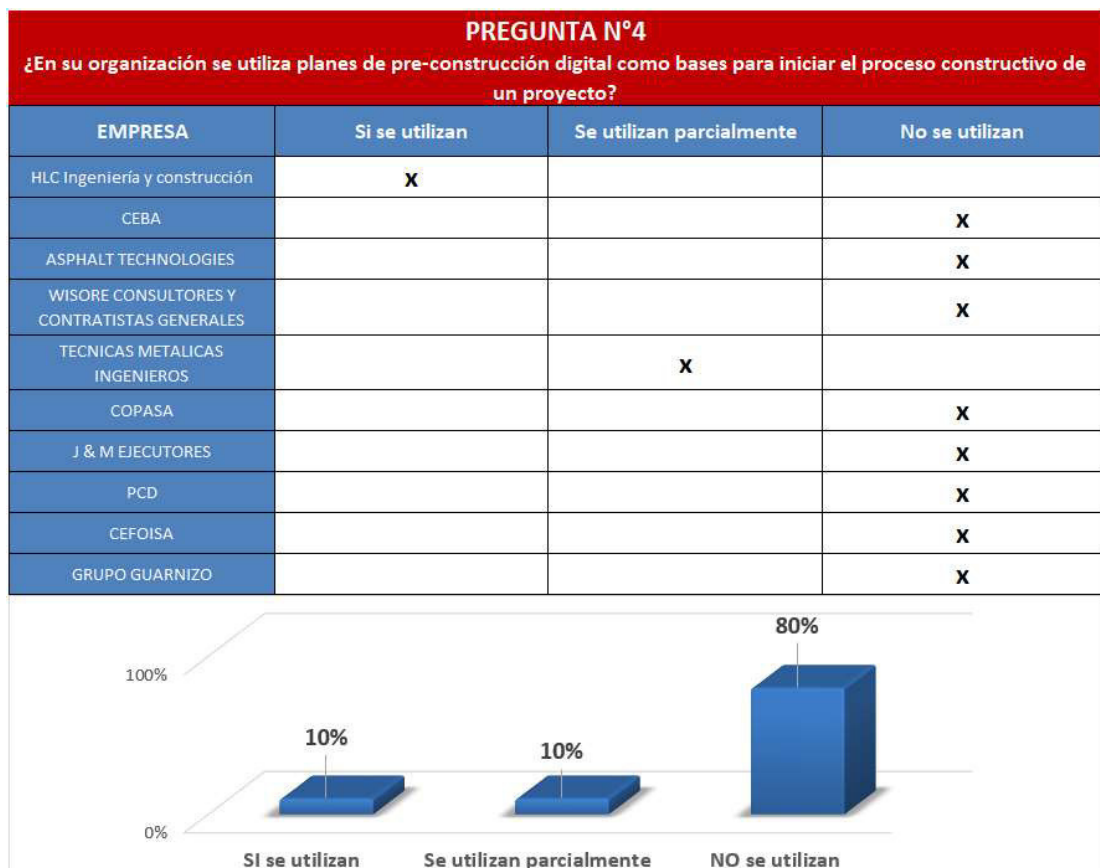 PREGUNTA N°4
¿En su organización se utiliza planes de pre-construcción digital como bases para iniciar el proceso constructivo de
un proyecto?
EMPRESA Si se utilizan Se utilizan parcialmente No se utilizan
HLC Ingeniería y construcción X
CEBA X
ASPHALT TECHNOLOGIES X
WISORE CONSULTORES Y
CONTRATISTAS GENERALES X
TECNICAS METALICAS
INGENIEROS X
COPASA X
J & M EJECUTORES X
PCD X
CEFOISA X
GRUPO GUARNIZO X
80%
100%
10%
10%
0%
SI se utilizan Se utilizan parcialmente NO se utilizan